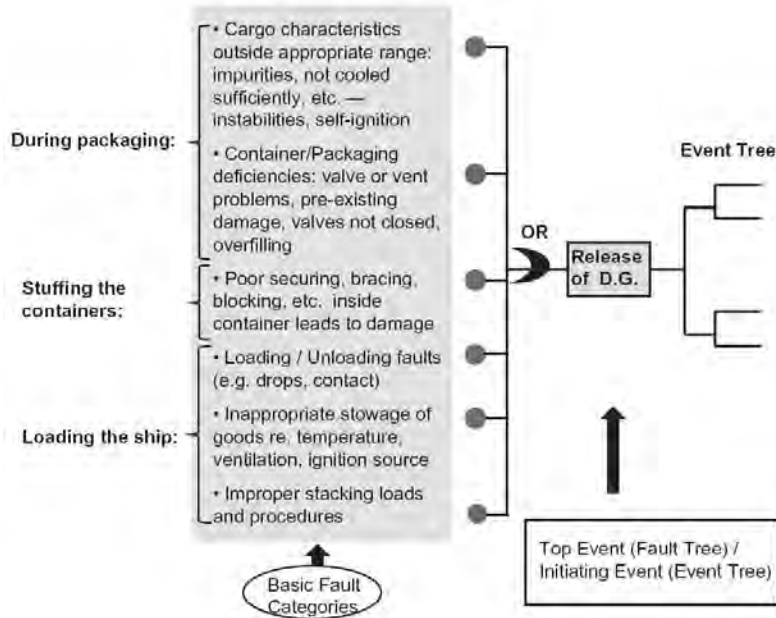 During packaging:
• Cargo characteristics
outside appropriate range:
impurities, not cooled
sufficiently, etc. —
instabilities, self-ignition
• Container/Packaging
deficiencies: valve or vent
problems, pre-existing
damage, valves not closed,
overfilling
Stuffing the
containers:
• Poor securing, bracing,
blocking, etc. inside
container leads to damage
Loading the ship:
• Loading / Unloading faults
(e.g. drops, contact)
• Inappropriate stowage of
goods re, temperature,
ventilation, ignition source
• Improper stacking loads
and procedures
Basic Fault
Categories
OR
Release
of D.G.
Event Tree
Top Event (Fault Tree) /
Initiating Event (Event Tree)